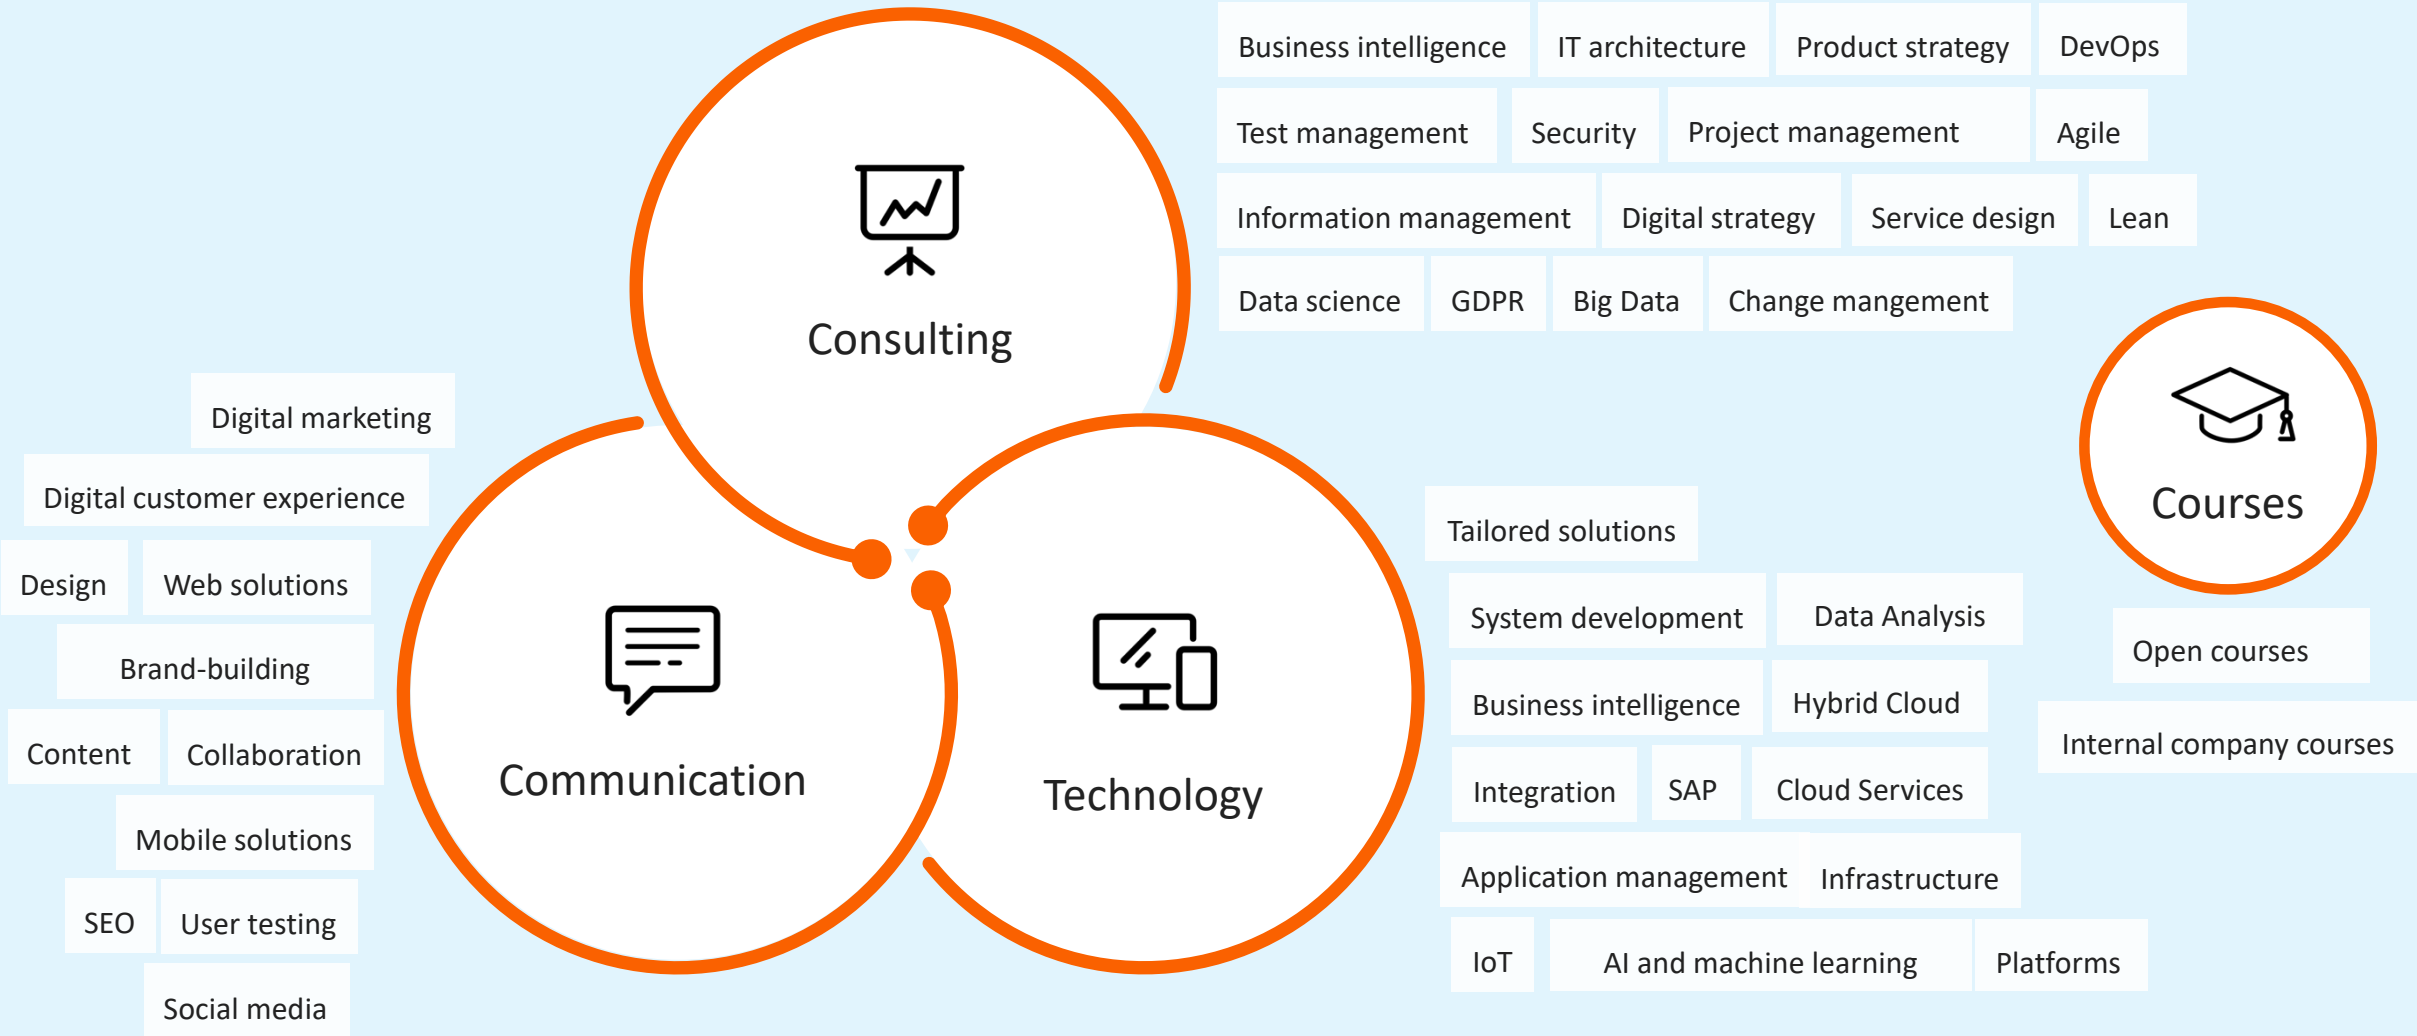 Business intelligence IT architecture Product strategy DevOps
Test management Security Project management Agile
Information management Digital strategy Service design Lean
Data science GDPR Big Data Change mangement
Consulting
Digital marketing
Digital customer experience
Design Web solutions
Brand-building
Content Collaboration
Mobile solutions
SEO User testing
Social media
Communication
Technology
Tailored solutions
System development Data Analysis
Business intelligence Hybrid Cloud
Integration SAP Cloud Services
Application management Infrastructure
IoT AI and machine learning Platforms
Courses
Open courses
Internal company courses